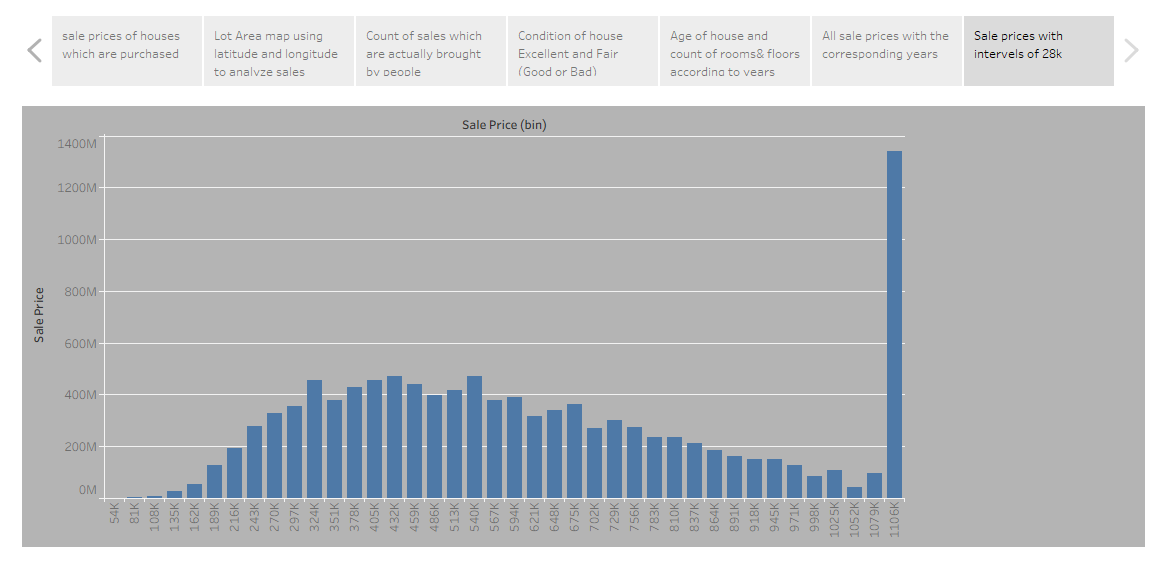 sale prices of houses
which are purchased
Lot Area map using
latitude and longitude
to analyze sales
Count of sales which
are actually brought
by people
Condition of house
Excellent and Fair
(Good or Bad)
Age of house and
count of rooms& floors
according to years
All sale prices with the
corresponding years
Sale prices with
intervels of 28k
Sale Price (bin)
1400M
1200M
1000M
800M
600M
400M
200M
0M
Sale Price
54K
81K
108K
135K
162K
189K
216K
243K
270K
297K
324K
351K
378K
405K
432K
459K
486K
513K
540K
567K
594K
621K
648K
675K
702K
729K
756K
783K
810K
837K
864K
891K
918K
945K
971K
998K
1025K
1052K
1079K
1106K